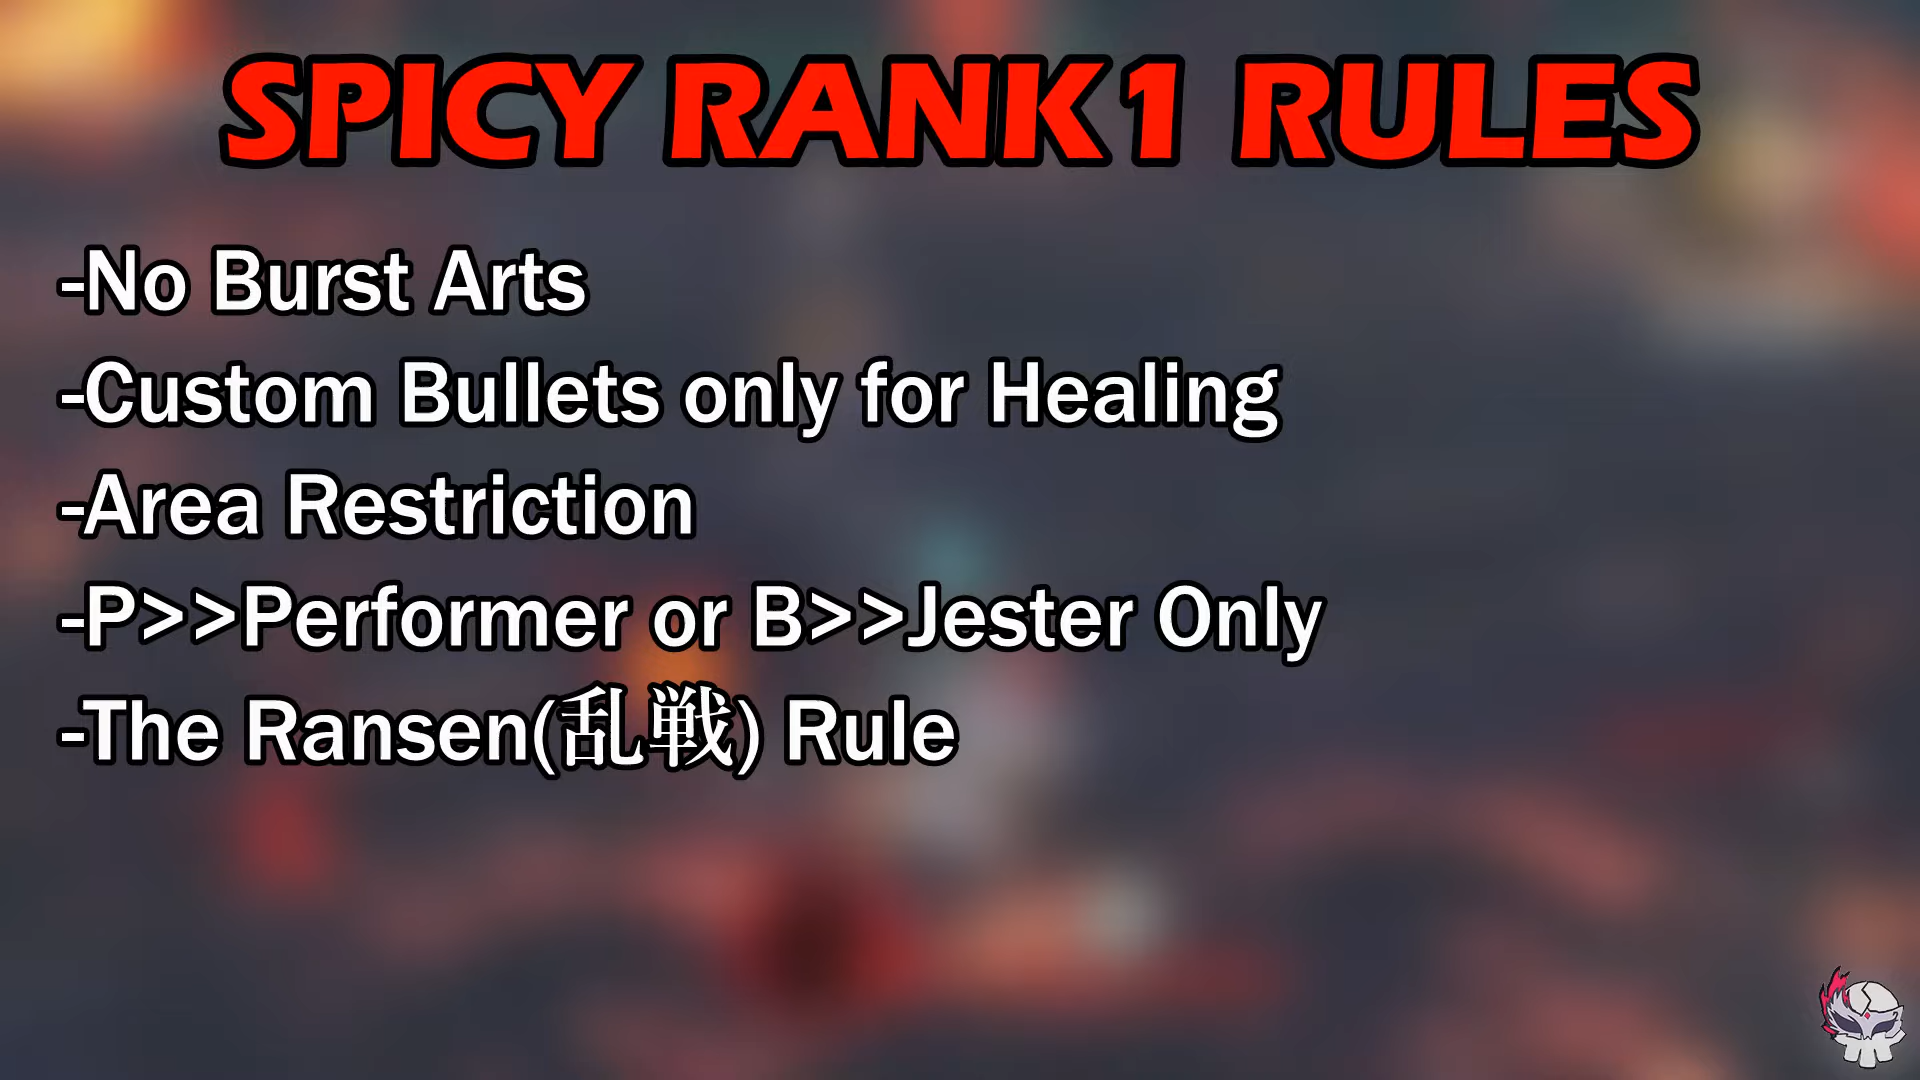 SPICY RANK1 RULES
-No Burst Arts
-Custom Bullets only for Healing
-Area Restriction
-P>>Performer or B>>Jester Only
-The Ransen(乱戦) Rule